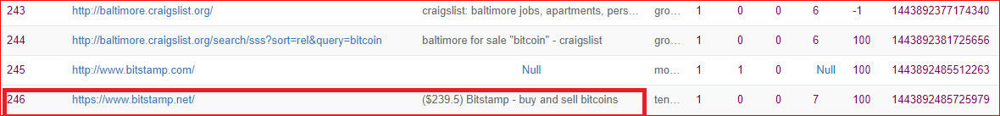 243 http://baltimore.craigslist.org/ craigslist: baltimore jobs, apartments, pers… gro… 1 0 0 6 -1 1443892377174340
244 http://baltimore.craigslist.org/search/sss?sort=rel&query=bitcoin baltimore for sale "bitcoin" - craigslist gro… 1 0 0 6 100 1443892381725656
245 http://www.bitstamp.com/ Null mo… 1 1 0 Null 100 1443892485512263
246 https://www.bitstamp.net/ ($239.5) Bitstamp - buy and sell bitcoins ten… 1 0 0 7 100 1443892485725979